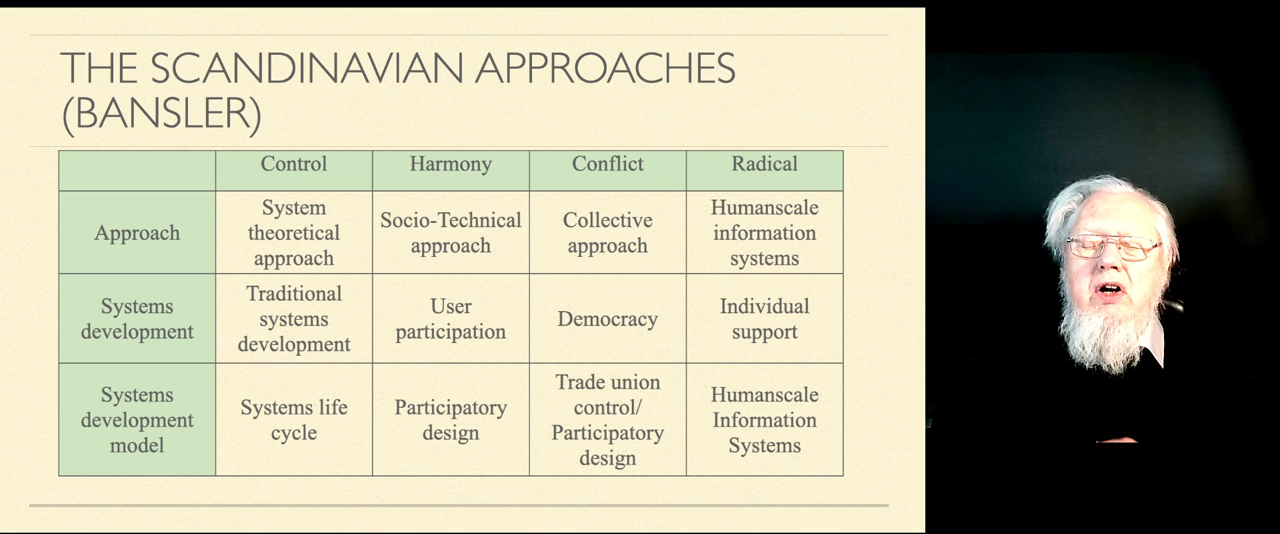 THE SCANDINAVIAN APPROACHES
(BANSLER)
Control
Harmony
Conflict
Radical
Approach
System
theoretical
approach
Socio-Technical
approach
Collective
approach
Humanscale
information
systems
Systems
development
Traditional
systems
development
User
participation
Democracy
Individual
support
Systems
development
model
Systems life
cycle
Participatory
design
Trade union
control/
Participatory
design
Humanscale
Information
Systems